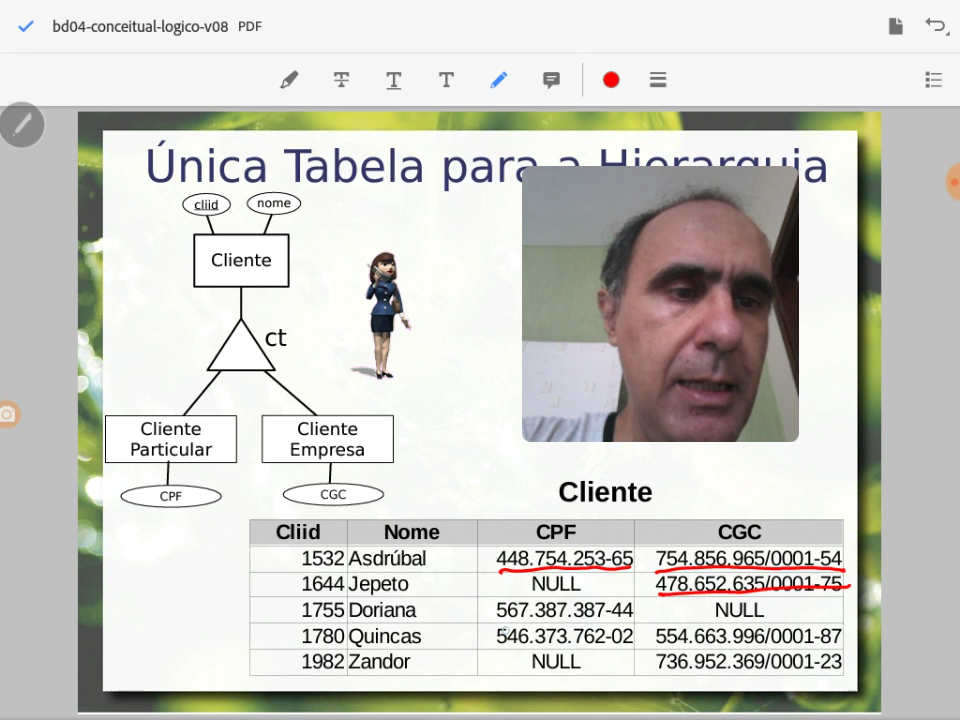 bd04-conceitual-logico-v08 PDF
Única Tabela para a Hierarquia
cliid
nome
Cliente
ct
Cliente
Particular
Cliente
Empresa
CPF
CGC
Cliente
Cliid Nome CPF CGC
1532 Asdrúbal 448.754.253-65 754.856.965/0001-54
1644 Jepeto NULL 478.652.635/0001-75
1755 Doriana 567.387.387-44 NULL
1780 Quincas 546.373.762-02 554.663.996/0001-87
1982 Zandor NULL 736.952.369/0001-23